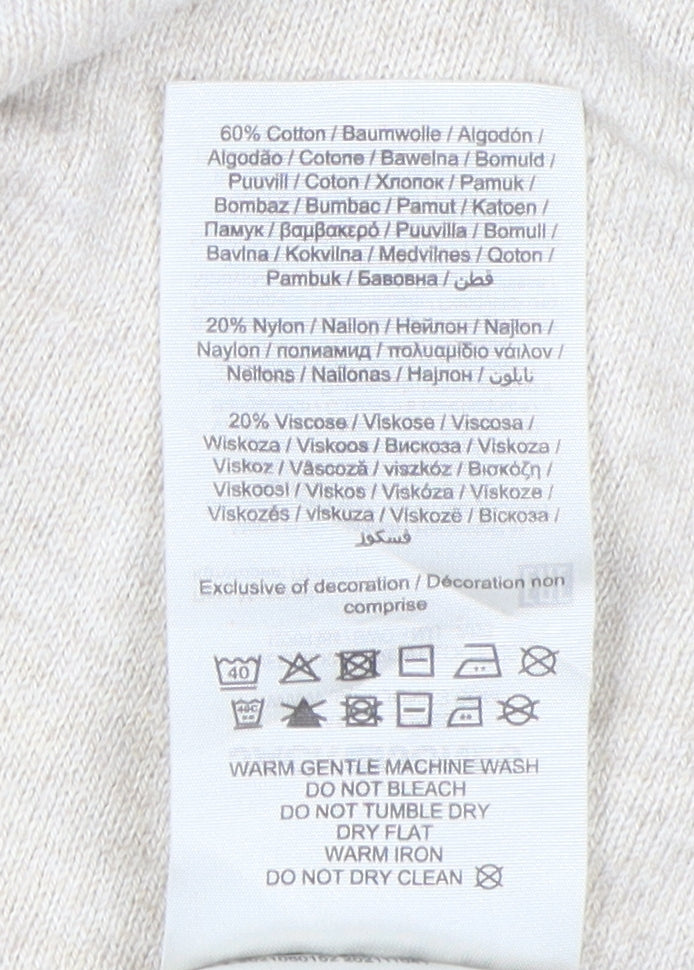 60% Cotton / Baumwolle / Algodón /
Algodão / Cotone / Bawełna / Bomuld /
Puuvill / Coton / Хлопок / Pamuk /
Bombaz / Bumbac / Pamut / Katoen /
Памук / βαμβακερό / Puuvilla / Bomull /
Bavlna / Kokvilna / Medvilnes / Qoton /
Pambuk / Бавовна / قطن
20% Nylon / Nailon / Нейлон / Najlon /
Naylon / полиамид / πολυαμίδιο νάιλον /
Neilons / Nailonas / Најлон / نايلون
20% Viscose / Viskose / Viscosa /
Wiskoza / Viskoos / Вискоза / Viskoza /
Viskoz / Vâscoză / viszkóz / Βισκόζη /
Viskoosi / Viskos / Viskóza / Viskoze /
Viskozės / viskuza / Viskozë / Віскоза /
فسكوز
Exclusive of decoration / Décoration non
comprise
40
40C
WARM GENTLE MACHINE WASH
DO NOT BLEACH
DO NOT TUMBLE DRY
DRY FLAT
WARM IRON
DO NOT DRY CLEAN